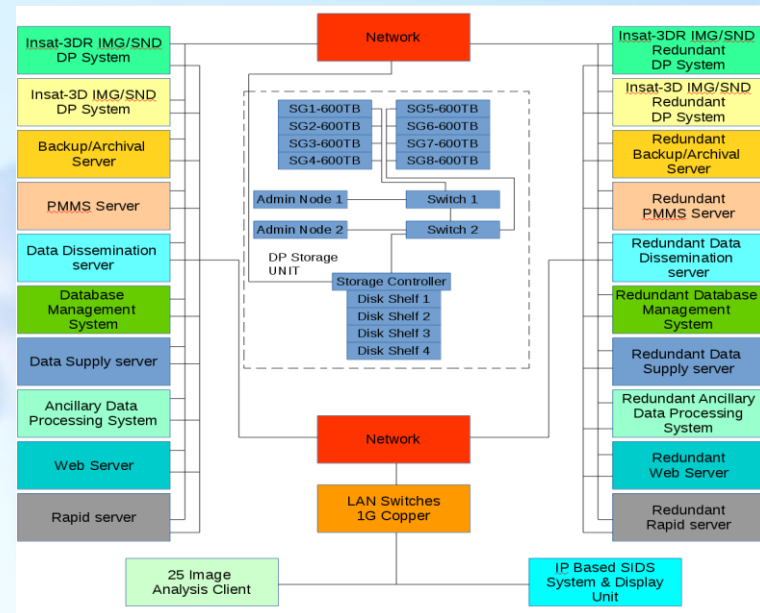 Network
Insat-3DR IMG/SND
DP System
Insat-3D IMG/SND
DP System
Backup/Archival
Server
PMMS Server
Data Dissemination
server
Database
Management
System
Data Supply server
Ancillary Data
Processing System
Web Server
Rapid server
SG1-600TB
SG2-600TB
SG3-600TB
SG4-600TB
SG5-600TB
SG6-600TB
SG7-600TB
SG8-600TB
Admin Node 1
Switch 1
Admin Node 2
Switch 2
DP Storage
UNIT
Storage Controller
Disk Shelf 1
Disk Shelf 2
Disk Shelf 3
Disk Shelf 4
Insat-3DR IMG/SND
Redundant
DP System
Insat-3D IMG/SND
Redundant
DP System
Redundant
Backup/Archival
Server
Redundant
PMMS Server
Redundant Data
Dissemination
server
Redundant Database
Management
System
Redundant Data
Supply server
Redundant Ancillary
Data Processing
System
Redundant
Web Server
Redundant
Rapid server
Network
LAN Switches
1G Copper
25 Image
Analysis Client
IP Based SIDS
System & Display
Unit